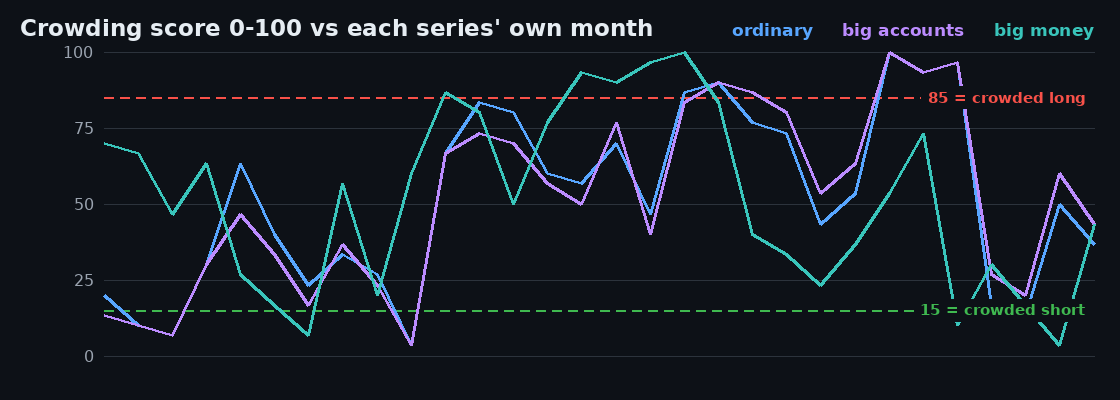 Crowding score 0-100 vs each series' own month
ordinary big accounts big money
100
85 = crowded long
75
50
25
15 = crowded short
0